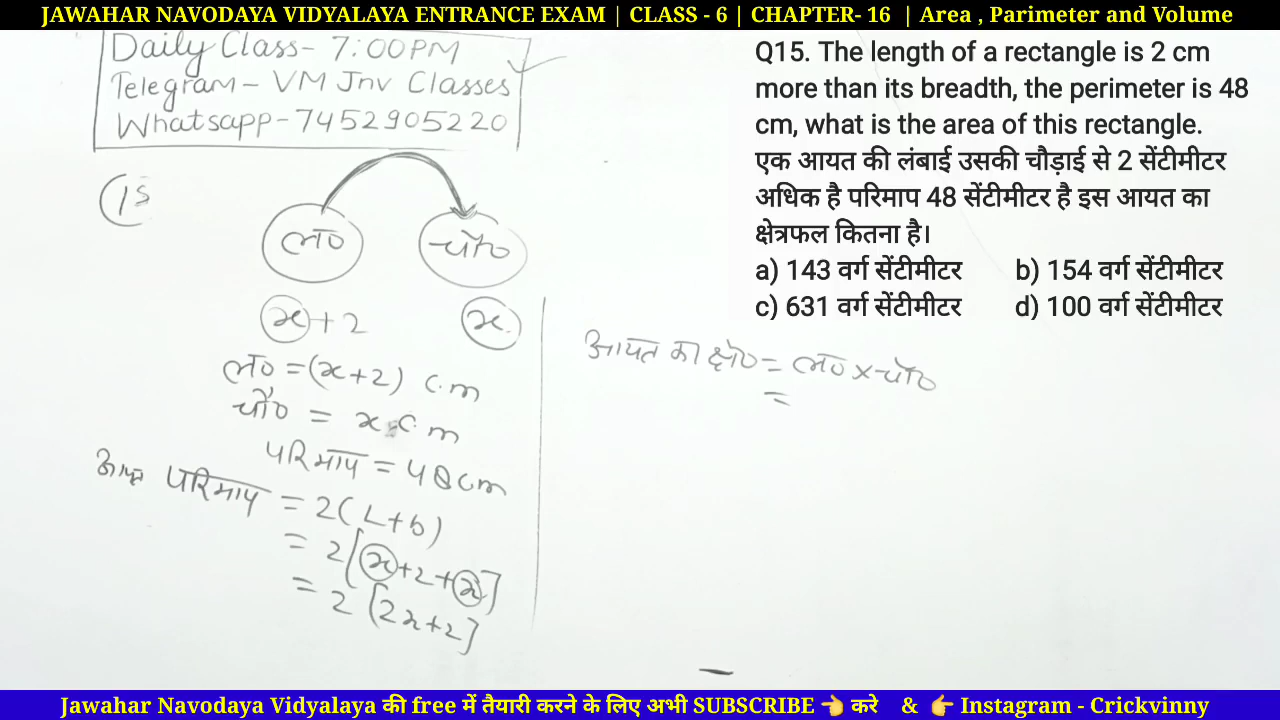 JAWAHAR NAVODAYA VIDYALAYA ENTRANCE EXAM | CLASS - 6 | CHAPTER- 16 | Area , Parimeter and Volume
Daily Class- 7:00PM
Telegram- VM Jnv Classes
Whatsapp-7452905220
Q15. The length of a rectangle is 2 cm
more than its breadth, the perimeter is 48
cm, what is the area of this rectangle.
एक आयत की लंबाई उसकी चौड़ाई से 2 सेंटीमीटर
अधिक है परिमाप 48 सेंटीमीटर है इस आयत का
क्षेत्रफल कितना है।
a) 143 वर्ग सेंटीमीटर b) 154 वर्ग सेंटीमीटर
c) 631 वर्ग सेंटीमीटर d) 100 वर्ग सेंटीमीटर
15
ल० चौ०
x+2 x
ल० =(x+2) c.m
चौ० = x c m
परिमाप = 48cm
आयत परिमाप = 2(L+b)
= 2[x+2+x]
= 2[2x+2]
आयत का क्षे० = ल० x चौ०
=
Jawahar Navodaya Vidyalaya की free में तैयारी करने के लिए अभी SUBSCRIBE 👈 करे & 👉 Instagram - Crickvinny